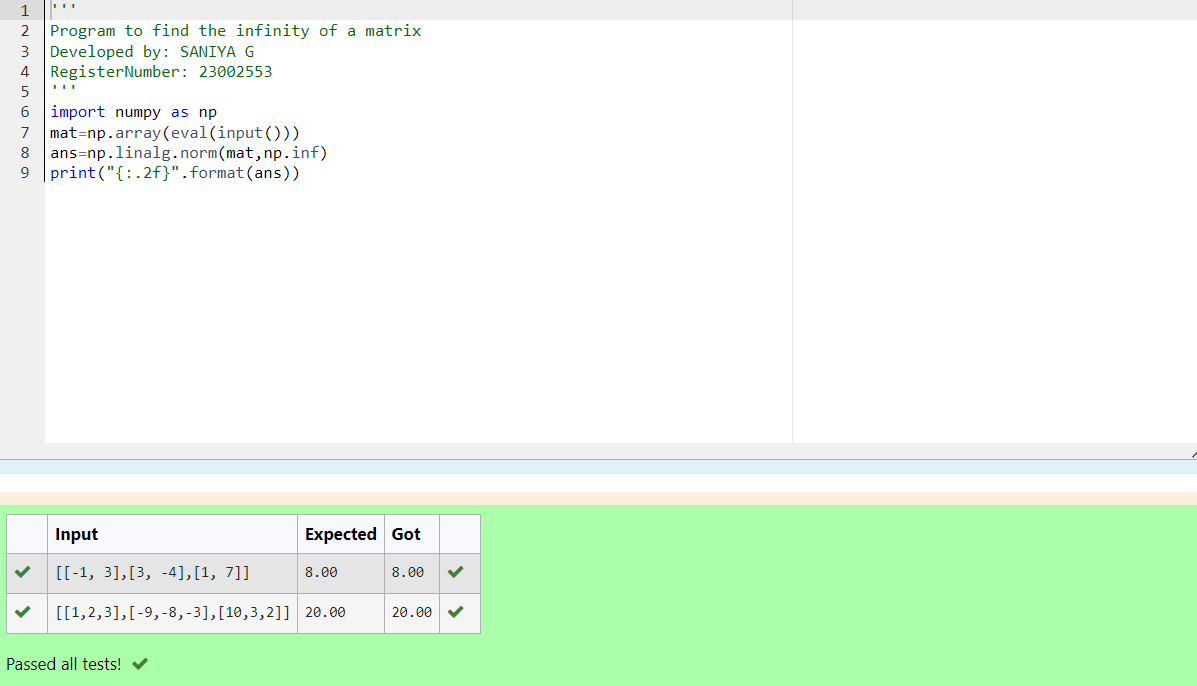 1 '''
2 Program to find the infinity of a matrix
3 Developed by: SANIYA G
4 RegisterNumber: 23002553
5 '''
6 import numpy as np
7 mat=np.array(eval(input()))
8 ans=np.linalg.norm(mat,np.inf)
9 print("{:.2f}".format(ans))
Input Expected Got
[[-1, 3],[3, -4],[1, 7]] 8.00 8.00
[[1,2,3],[-9,-8,-3],[10,3,2]] 20.00 20.00
Passed all tests!